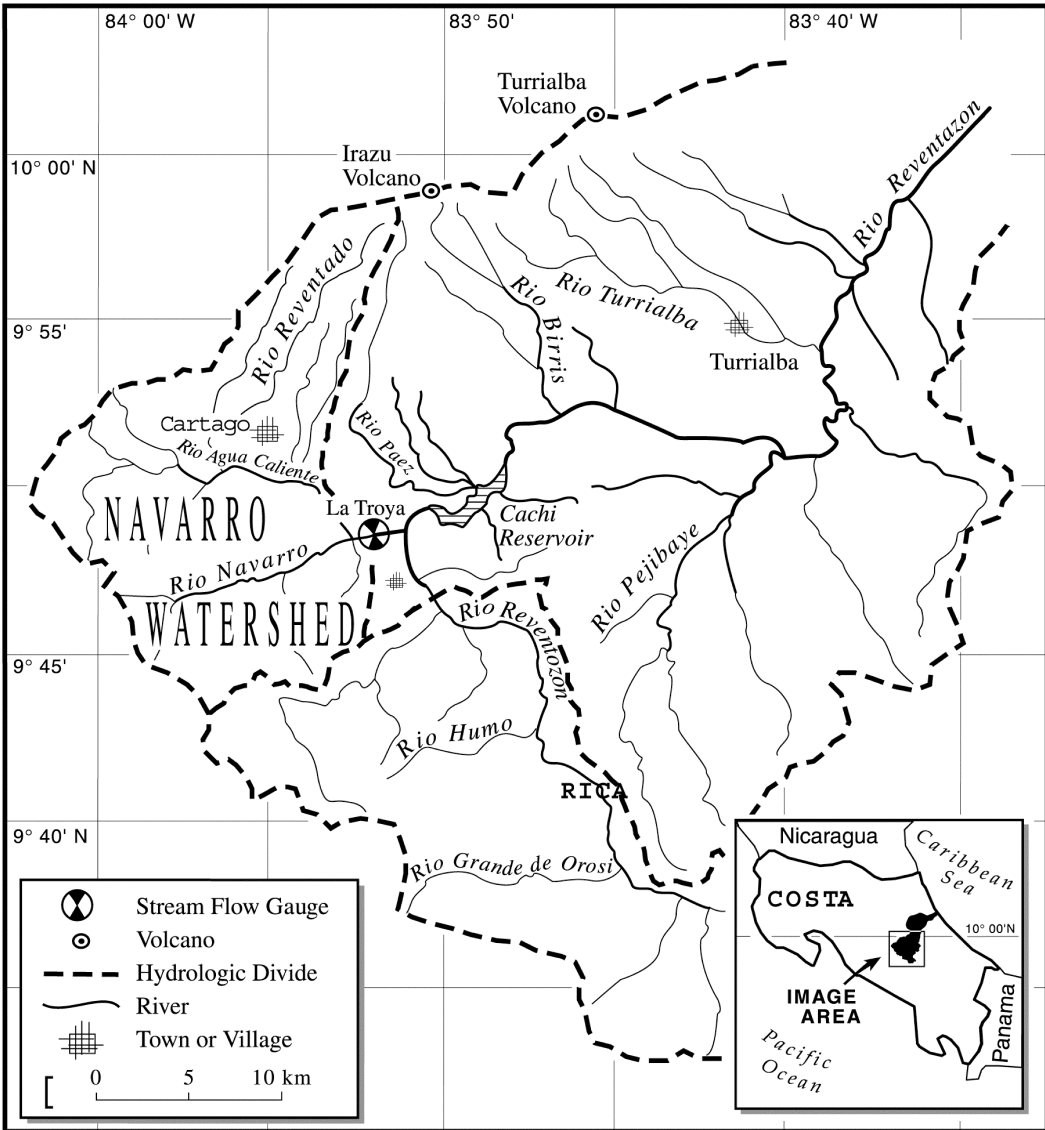 84° 00' W
83° 50'
83° 40' W
Turrialba
Volcano
Irazu
Volcano
10° 00' N
Rio Reventazon
Rio Reventado
Rio Turrialba
Rio
Birris
9° 55'
Turrialba
Cartago
Rio Paez
Rio Agua Caliente
La Troya
NAVARRO
Cachi
Reservoir
Rio Navarro
Rio Pejibaye
WATERSHED
Rio Reventozon
9° 45'
Rio Humo
RICA
9° 40' N
Rio Grande de Orosi
Stream Flow Gauge
Volcano
Hydrologic Divide
River
Town or Village
[ 0 5 10 km
Nicaragua
Caribbean
Sea
COSTA
10° 00'N
IMAGE
AREA
Panama
Pacific
Ocean